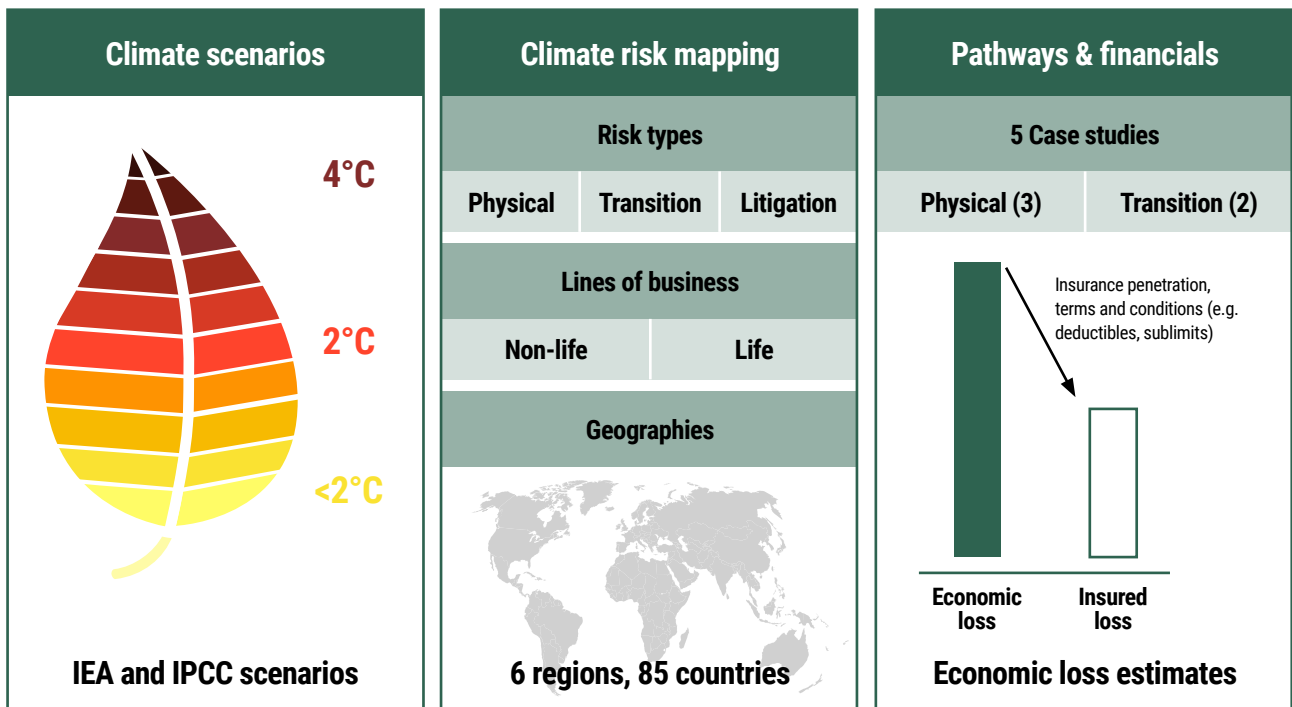 Climate scenarios
4°C
2°C
<2°C
IEA and IPCC scenarios
Climate risk mapping
Risk types
Physical
Transition
Litigation
Lines of business
Non-life
Life
Geographies
6 regions, 85 countries
Pathways & financials
5 Case studies
Physical (3)
Transition (2)
Insurance penetration,
terms and conditions (e.g.
deductibles, sublimits)
Economic
loss
Insured
loss
Economic loss estimates